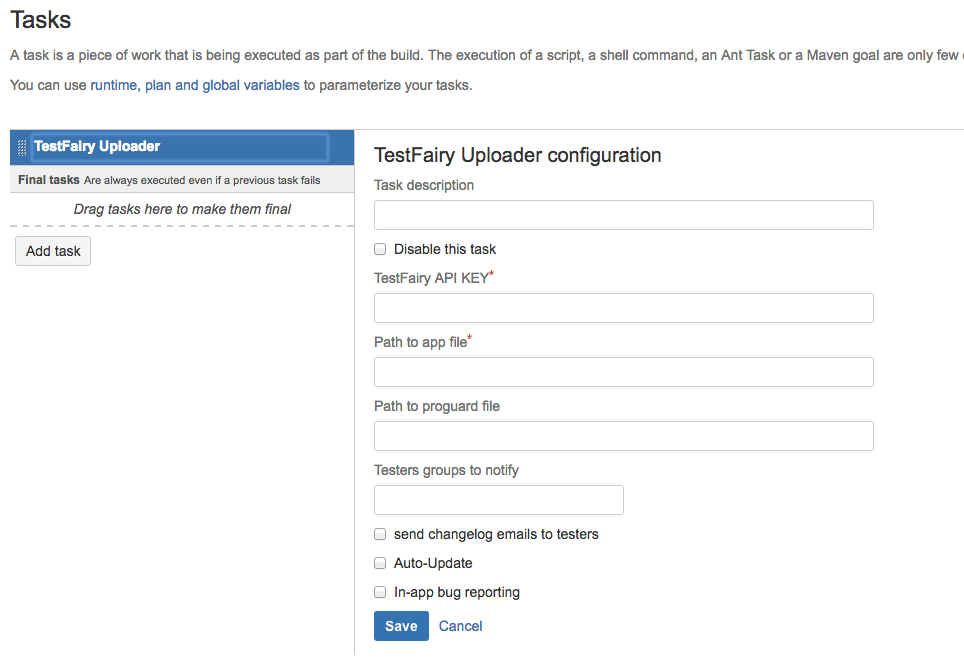 Tasks
A task is a piece of work that is being executed as part of the build. The execution of a script, a shell command, an Ant Task or a Maven goal are only few
You can use runtime, plan and global variables to parameterize your tasks.
TestFairy Uploader
Final tasks Are always executed even if a previous task fails
Drag tasks here to make them final
Add task
TestFairy Uploader configuration
Task description
Disable this task
TestFairy API KEY*
Path to app file*
Path to proguard file
Testers groups to notify
send changelog emails to testers
Auto-Update
In-app bug reporting
Save Cancel